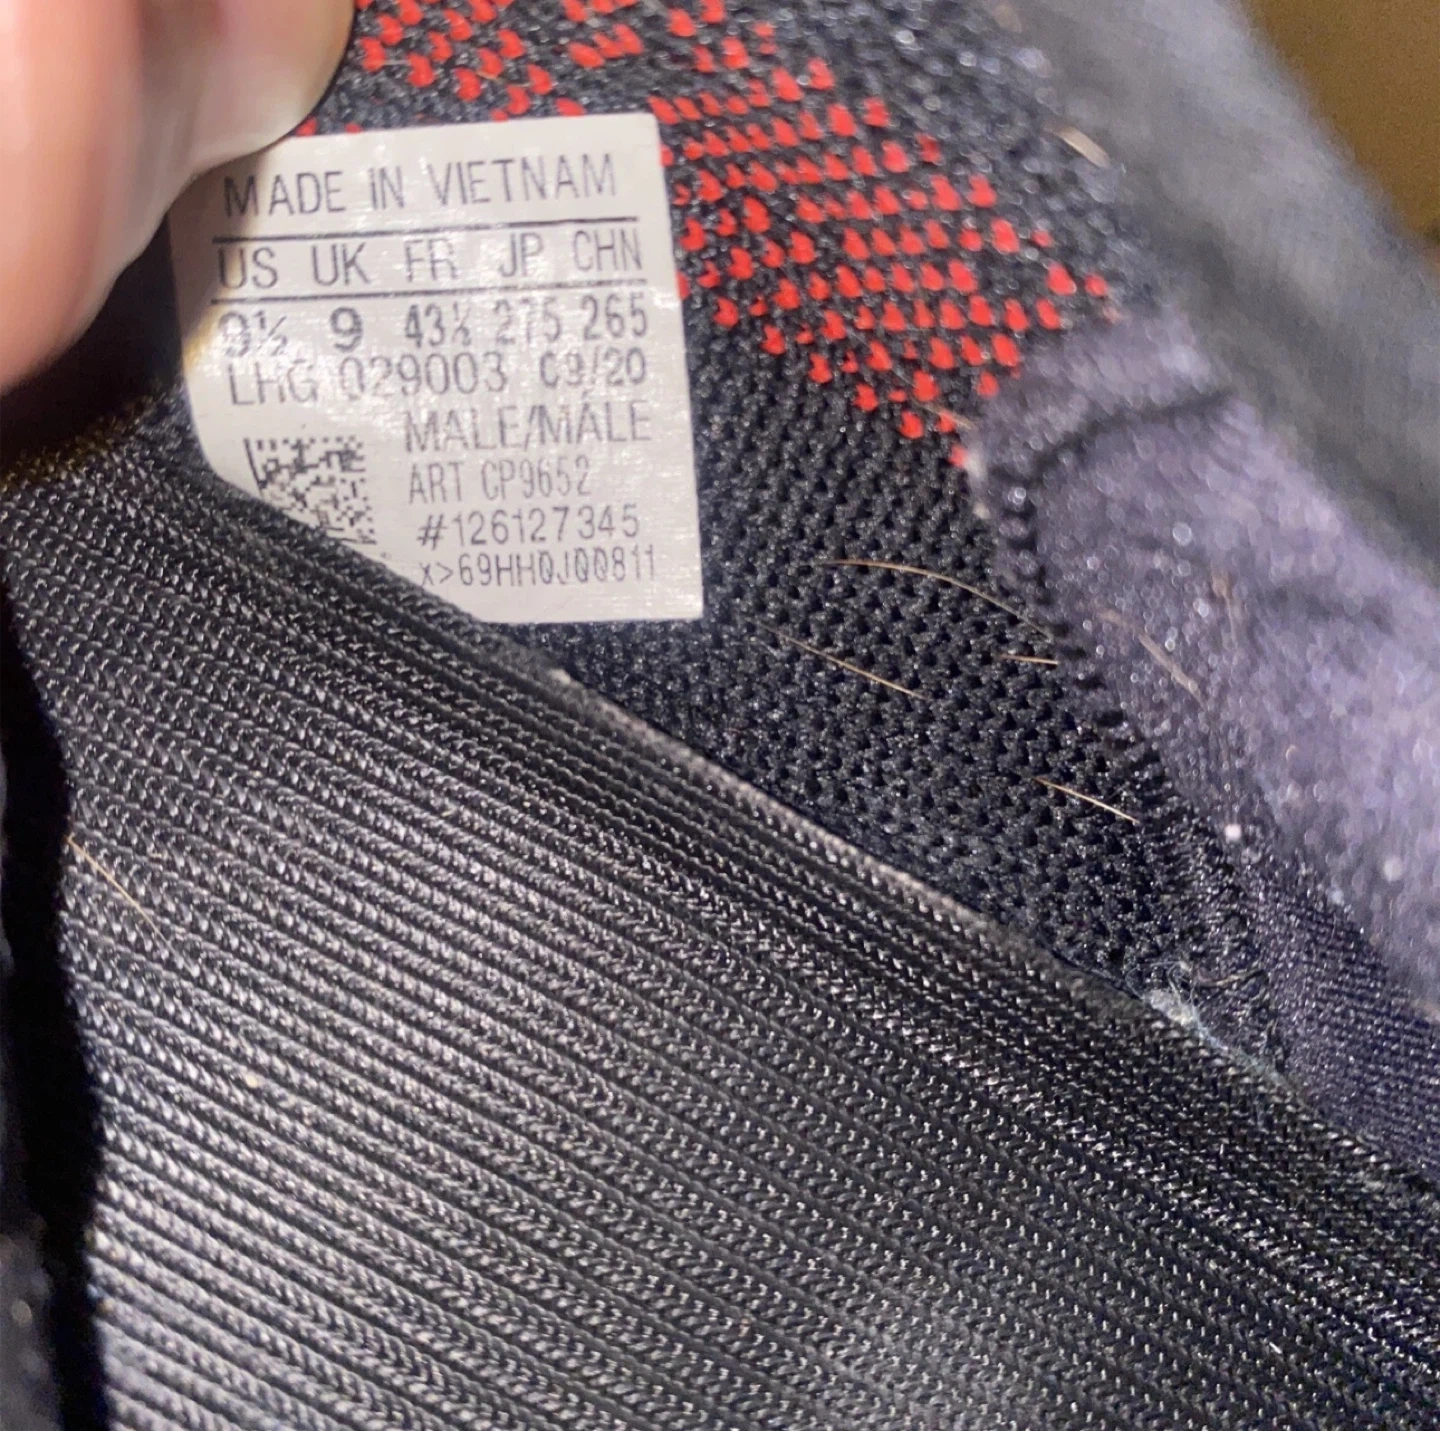 MADE IN VIETNAM
US UK FR JP CHN
9½ 9 43⅓ 275 265
LHG 029003 09/20
MALE/MÂLE
ART CP9652
#126127345
x>69HH0J00811